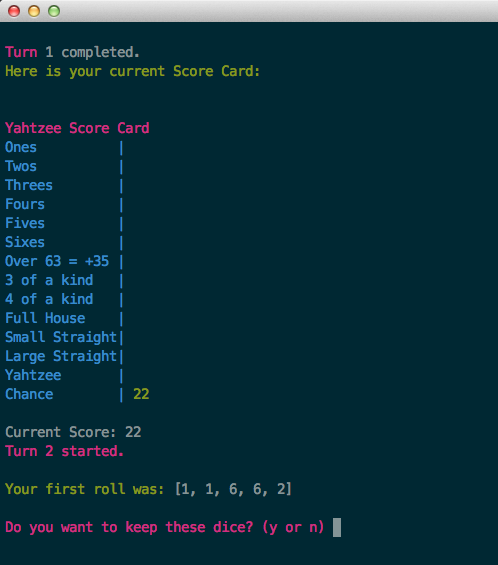 Turn 1 completed.
Here is your current Score Card:
Yahtzee Score Card
Ones |
Twos |
Threes |
Fours |
Fives |
Sixes |
Over 63 = +35 |
3 of a kind |
4 of a kind |
Full House |
Small Straight|
Large Straight|
Yahtzee |
Chance | 22
Current Score: 22
Turn 2 started.
Your first roll was: [1, 1, 6, 6, 2]
Do you want to keep these dice? (y or n)